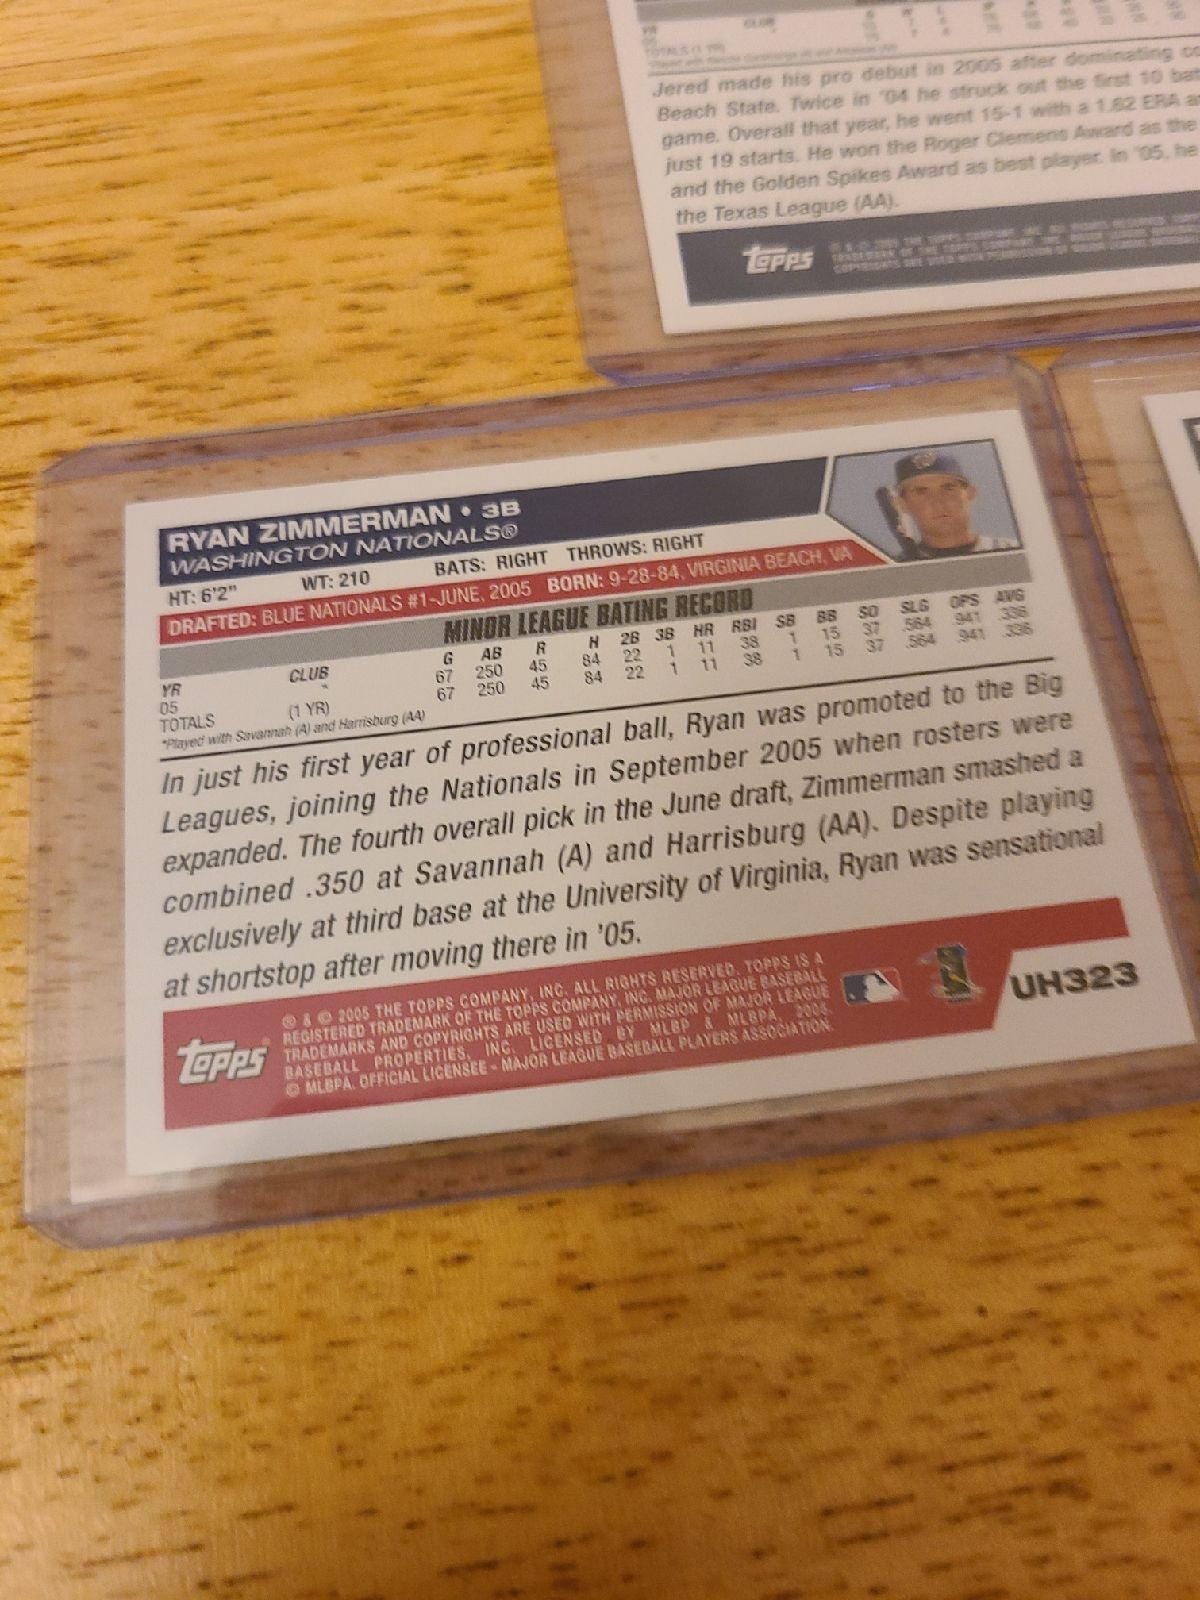 YR CLUB
05
TOTALS (1 YR)
Jered made his pro debut in 2005 after dominating
Beach State. Twice in '04 he struck out the first 10
game. Overall that year, he went 15-1 with a 1.62 ERA
just 19 starts. He won the Roger Clemens Award as the
and the Golden Spikes Award as best player. In '05, he
the Texas League (AA).
topps
RYAN ZIMMERMAN • 3B
WASHINGTON NATIONALS®
HT: 6'2" WT: 210 BATS: RIGHT THROWS: RIGHT
DRAFTED: BLUE NATIONALS #1-JUNE, 2005 BORN: 9-28-84, VIRGINIA BEACH, VA
MINOR LEAGUE BATING RECORD
YR CLUB G AB R H 2B 3B HR RBI SB BB SO SLG OPS AVG
05 * 67 250 45 84 22 1 11 38 1 15 37 .564 .941 .336
TOTALS (1 YR) 67 250 45 84 22 1 11 38 1 15 37 .564 .941 .336
*Played with Savannah (A) and Harrisburg (AA)
In just his first year of professional ball, Ryan was promoted to the Big
Leagues, joining the Nationals in September 2005 when rosters were
expanded. The fourth overall pick in the June draft, Zimmerman smashed a
combined .350 at Savannah (A) and Harrisburg (AA). Despite playing
exclusively at third base at the University of Virginia, Ryan was sensational
at shortstop after moving there in '05.
topps®
® & © 2005 THE TOPPS COMPANY, INC. ALL RIGHTS RESERVED. TOPPS IS A
REGISTERED TRADEMARK OF THE TOPPS COMPANY, INC. MAJOR LEAGUE BASEBALL
TRADEMARKS AND COPYRIGHTS ARE USED WITH PERMISSION OF MAJOR LEAGUE
BASEBALL PROPERTIES, INC. LICENSED BY MLBP & MLBPA, 2005.
© MLBPA. OFFICIAL LICENSEE - MAJOR LEAGUE BASEBALL PLAYERS ASSOCIATION.
UH323